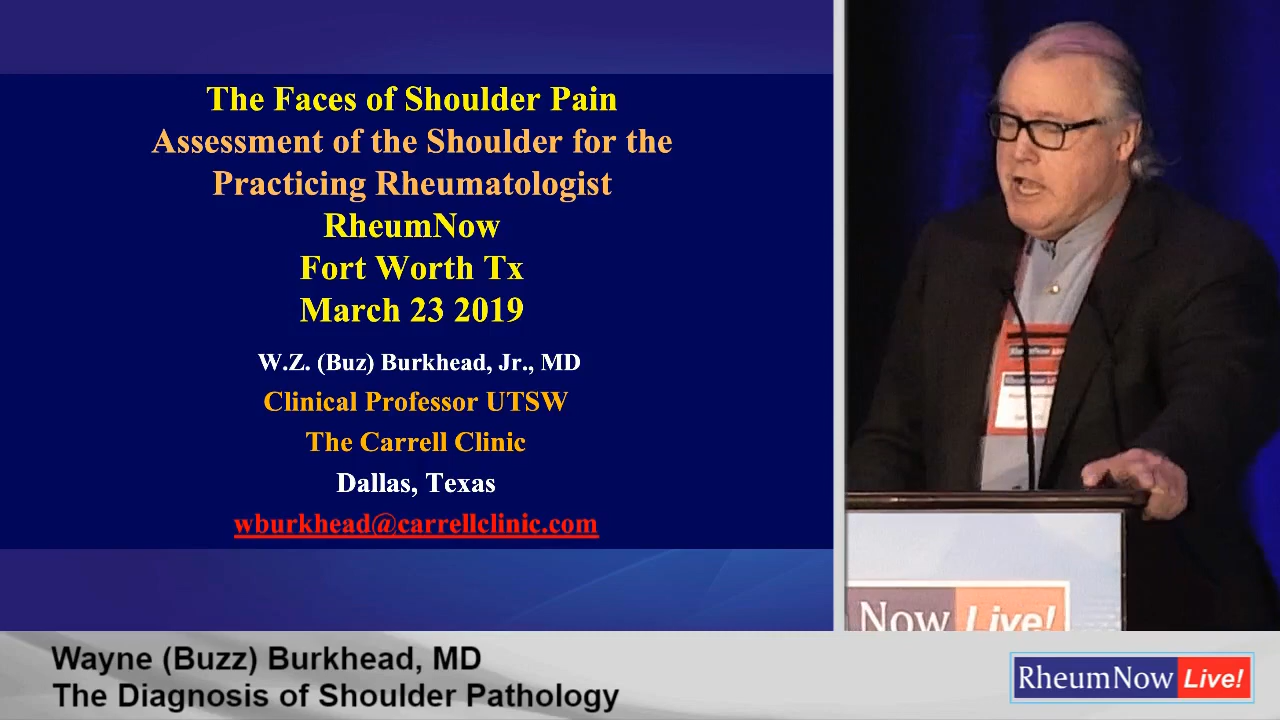 The Faces of Shoulder Pain
Assessment of the Shoulder for the
Practicing Rheumatologist
RheumNow
Fort Worth Tx
March 23 2019
W.Z. (Buz) Burkhead, Jr., MD
Clinical Professor UTSW
The Carrell Clinic
Dallas, Texas
wburkhead@carrellclinic.com
Now Live!
Wayne (Buzz) Burkhead, MD
The Diagnosis of Shoulder Pathology
RheumNow Live!